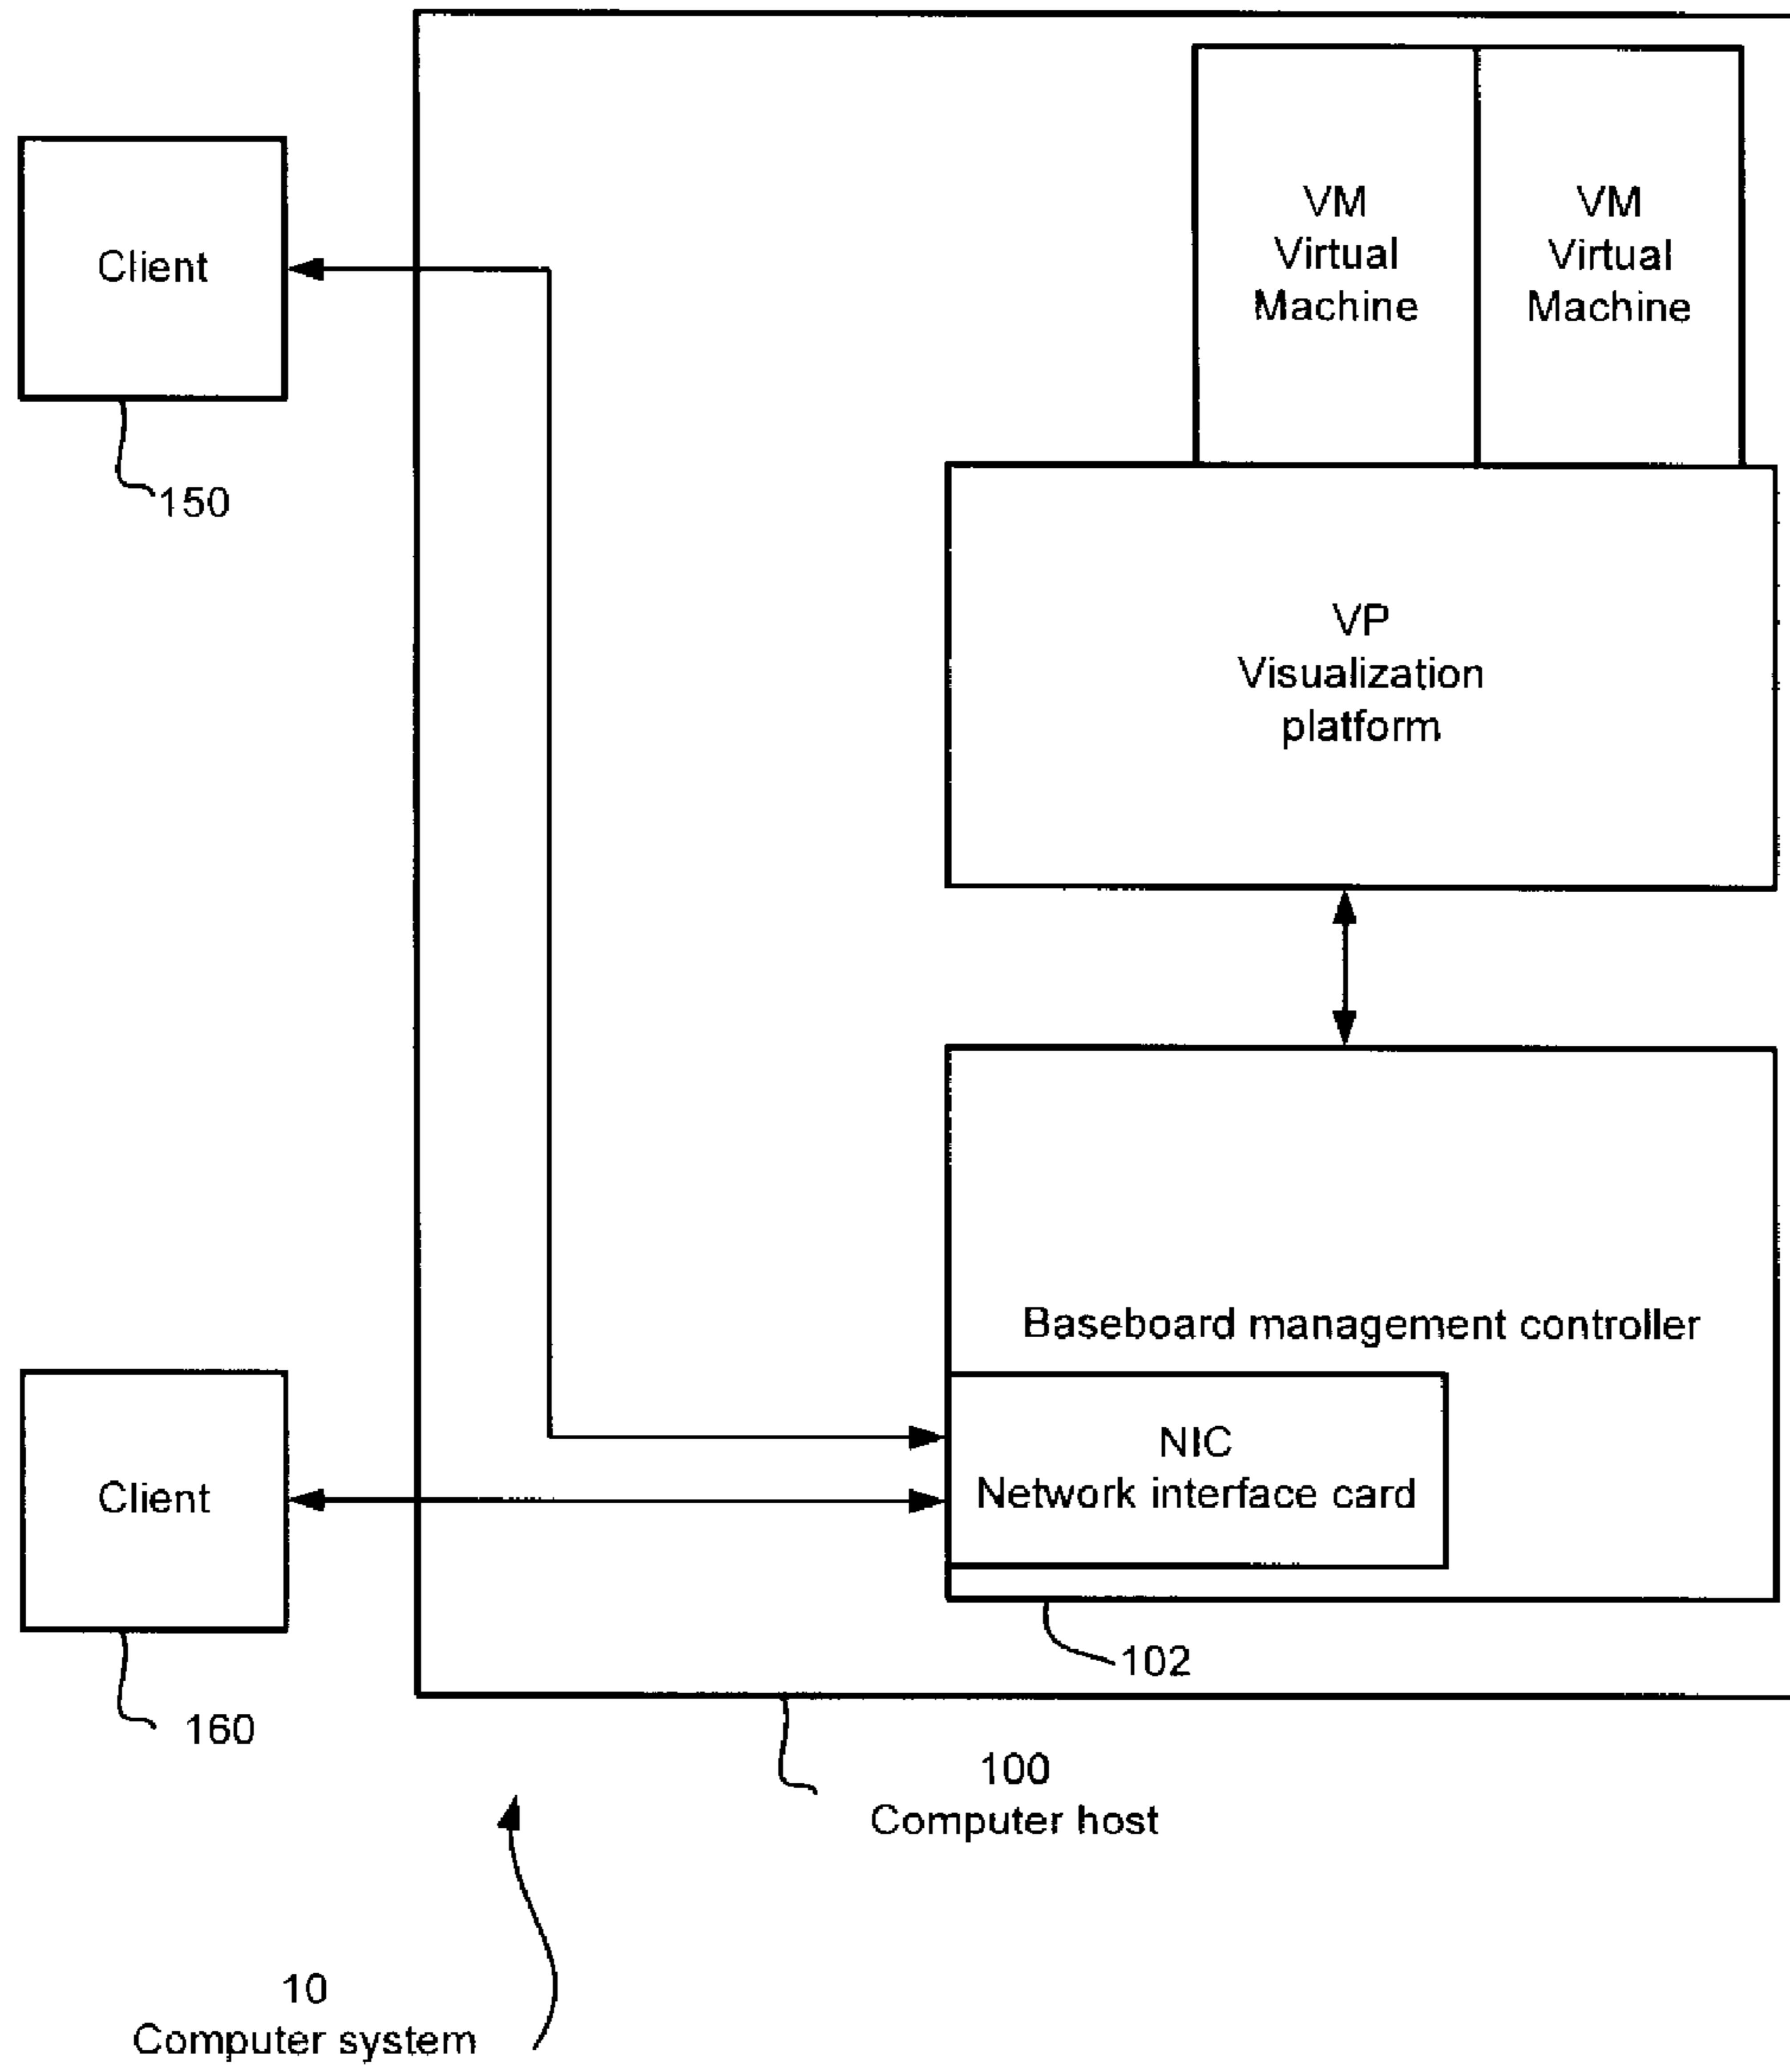 VM
Virtual
Machine
VM
Virtual
Machine
Client
150
VP
Visualization
platform
Baseboard management controller
NIC
Network interface card
Client
102
160
100
Computer host
10
Computer system